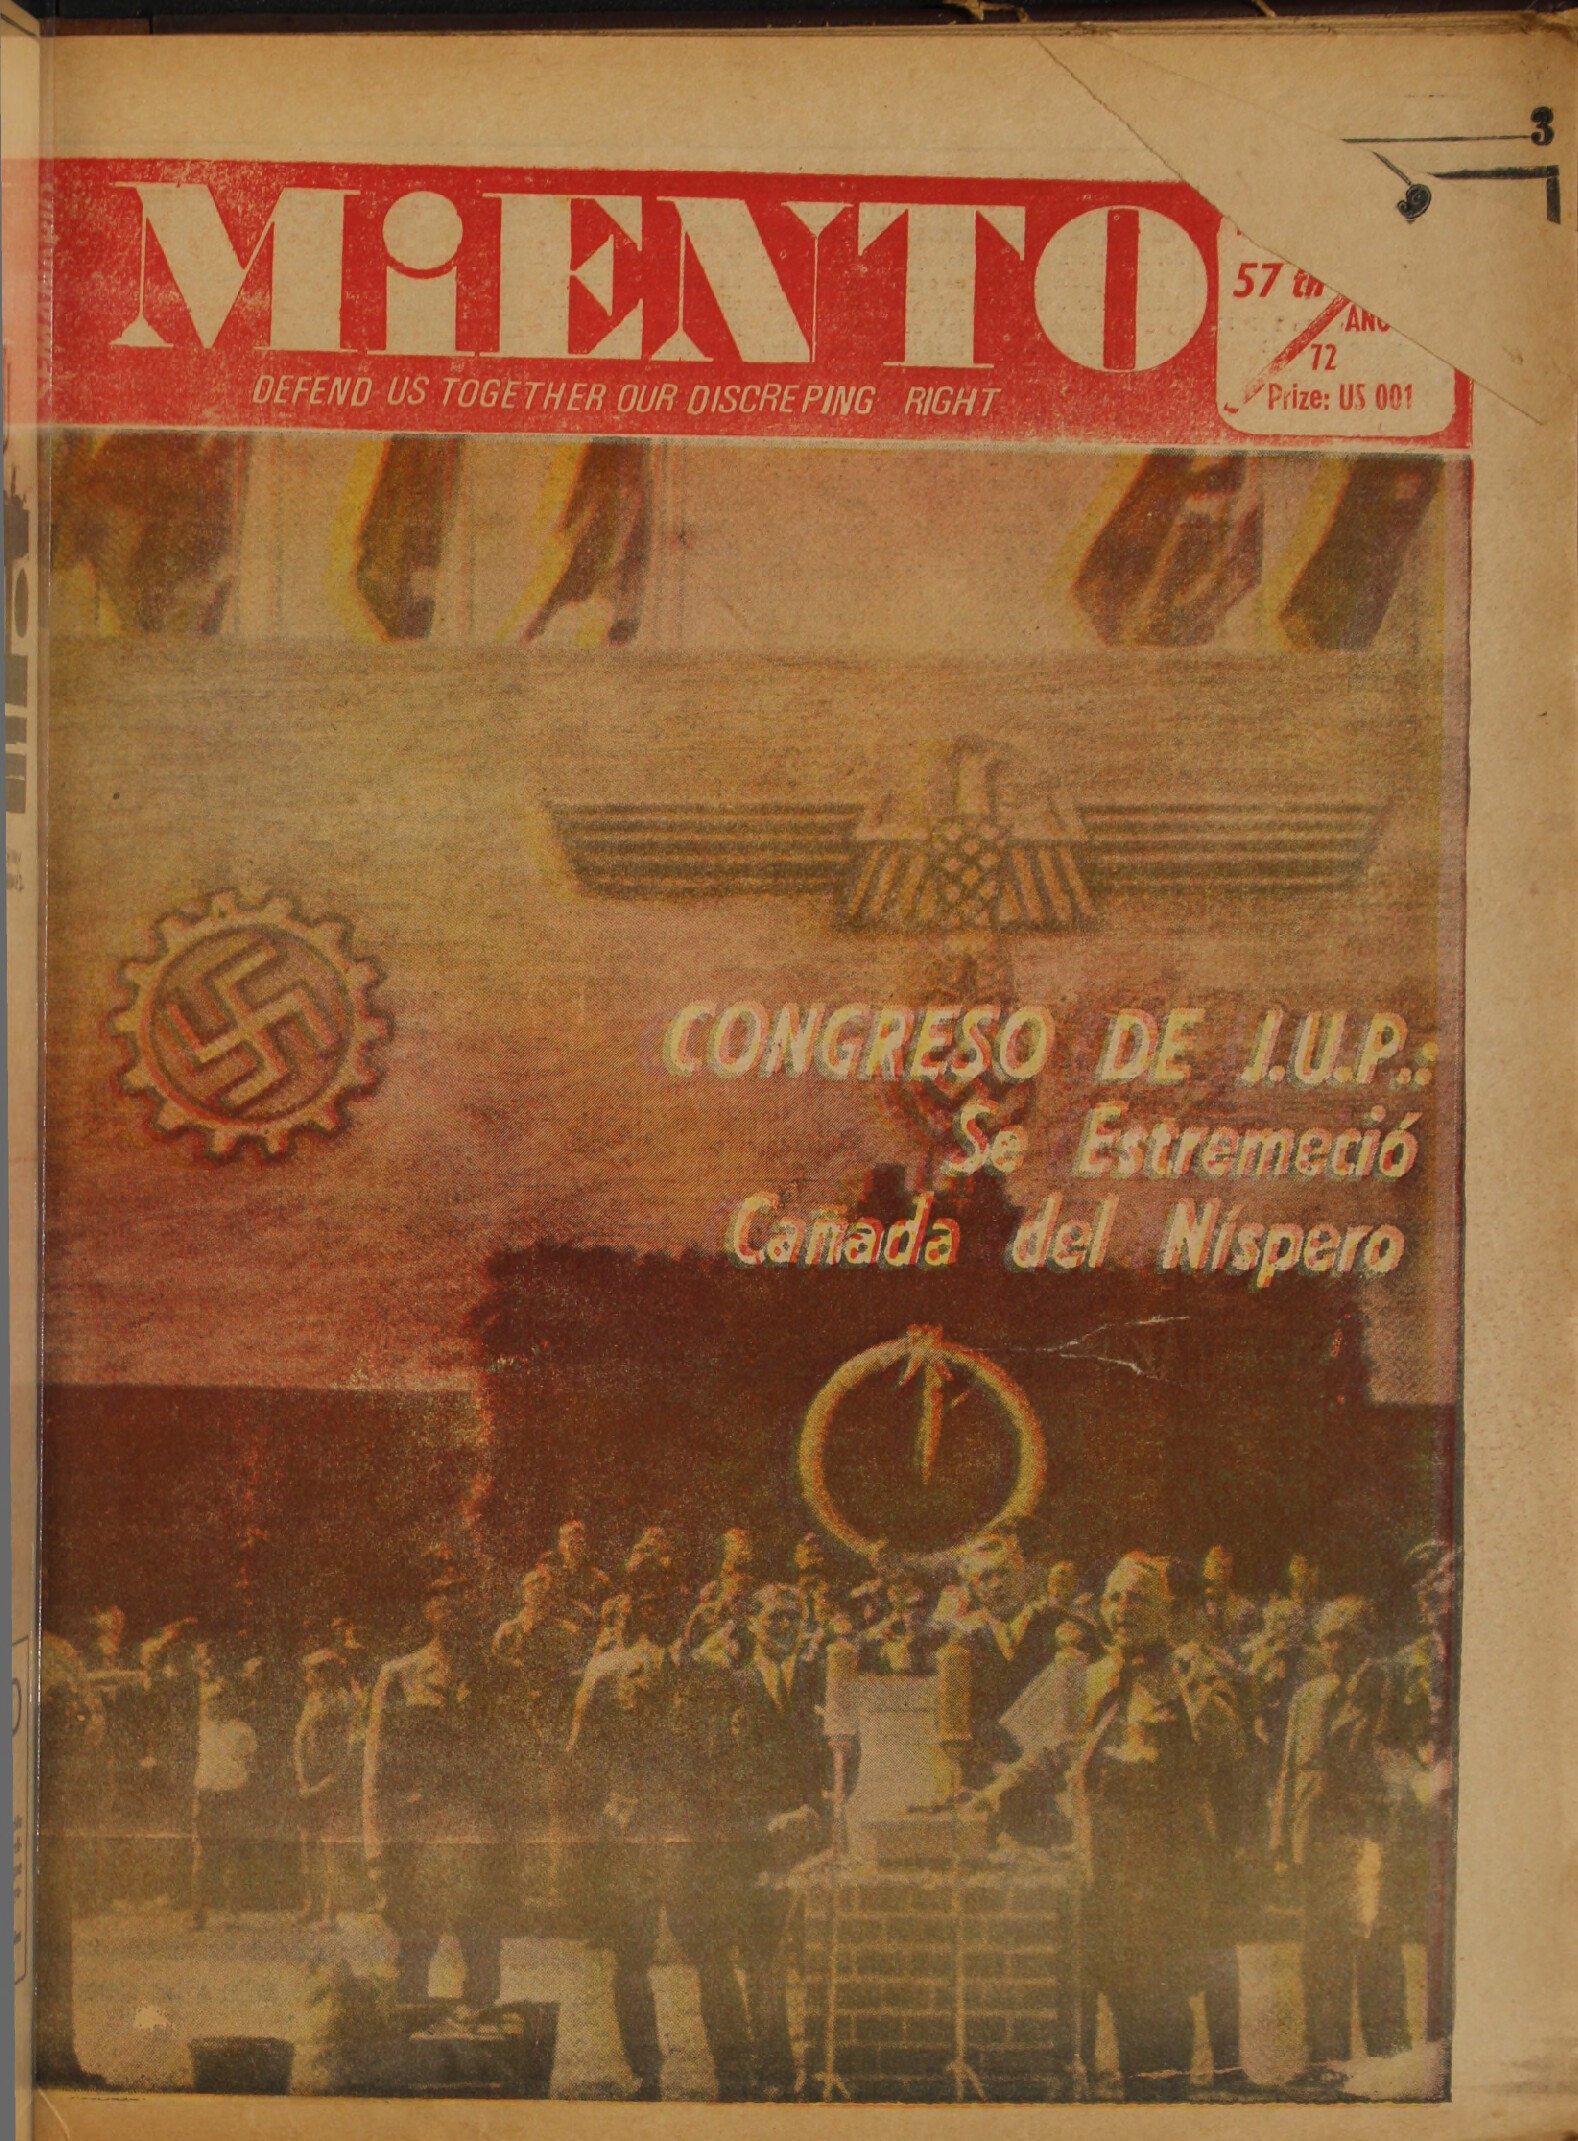 3
MiENTO
57 th
72
Prize: US 001
DEFEND US TOGETHER OUR DISCREPING RIGHT
CONGRESO DE J.U.P.:
Se Estremeció
Cañada del Níspero